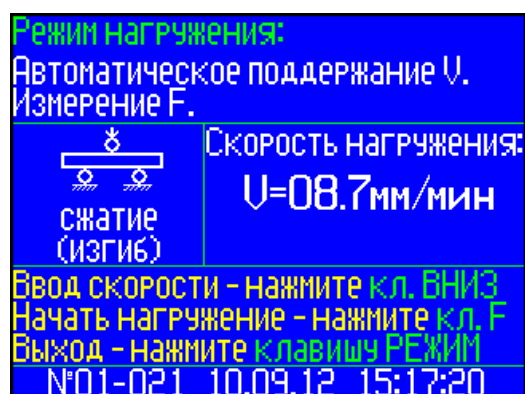 Режим нагружения:
Автоматическое поддержание V.
Измерение F.
Скорость нагружения:
V=08.7мм/мин
сжатие
(изгиб)
Ввод скорости - нажмите кл. ВНИЗ
Начать нагружение - нажмите кл. F
Выход - нажмите клавишу РЕЖИМ
№01-021 10.09.12 15:17:20